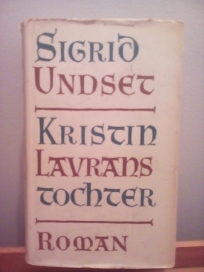 SIGRID
UNDSET
KRISTIN
LAVRANS
TOCHTER
ROMAN